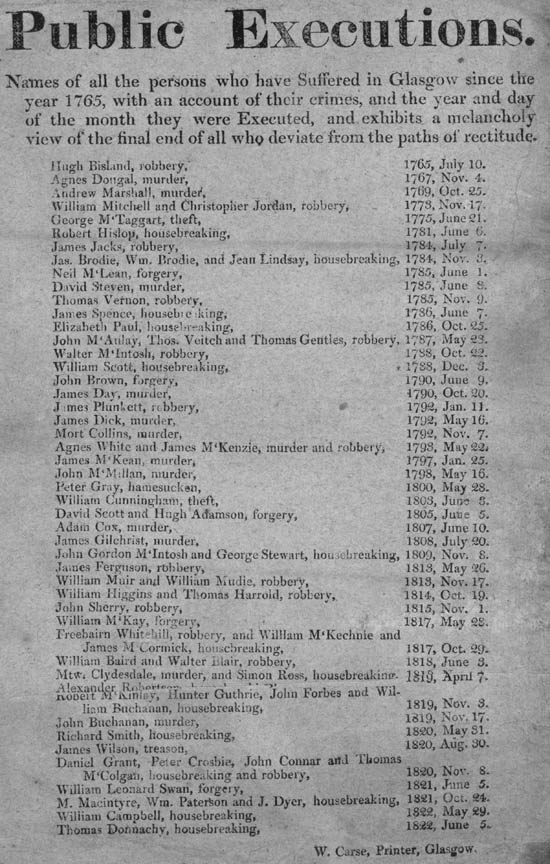 Public Executions.
Names of all the persons who have Suffered in Glasgow since the
year 1765, with an account of their crimes, and the year and day
of the month they were Executed, and exhibits a melancholy
view of the final end of all who deviate from the paths of rectitude.
Hugh Bisland, robbery, 1765, July 10.
Agnes Dougal, murder, 1767, Nov. 4.
Andrew Marshall, murder, 1769, Oct. 25.
William Mitchell and Christopher Jordan, robbery, 1773, Nov. 17.
George M'Taggart, theft, 1775, June 21.
Robert Hislop, housebreaking, 1781, June 6.
James Jacks, robbery, 1784, July 7.
Jas. Brodie, Wm. Brodie, and Jean Lindsay, housebreaking, 1784, Nov. 3.
Neil M'Lean, forgery, 1785, June 1.
David Steven, murder, 1785, June 8.
Thomas Vernon, robbery, 1785, Nov. 9.
James Spence, housebreaking, 1786, June 7.
Elizabeth Paul, housebreaking, 1786, Oct. 25.
John M'Aulay, Thos. Veitch and Thomas Gentles, robbery, 1787, May 23.
Walter M'Intosh, robbery, 1788, Oct. 22.
William Scott, housebreaking, 1788, Dec. 3.
John Brown, forgery, 1790, June 9.
James Day, murder, 1790, Oct. 20.
James Plunkett, robbery, 1792, Jan. 11.
James Dick, murder, 1792, May 16.
Mort Collins, murder, 1792, Nov. 7.
Agnes White and James M'Kenzie, murder and robbery, 1793, May 22.
James M'Kean, murder, 1797, Jan. 25.
John M'Millan, murder, 1798, May 16.
Peter Gray, hamesucken, 1800, May 28.
William Cunningham, theft, 1803, June 8.
David Scott and Hugh Adamson, forgery, 1805, June 5.
Adam Cox, murder, 1807, June 10.
James Gilchrist, murder, 1808, July 20.
John Gordon M'Intosh and George Stewart, housebreaking, 1809, Nov. 8.
James Ferguson, robbery, 1813, May 26.
William Muir and William Mudie, robbery, 1813, Nov. 17.
William Higgins and Thomas Harrold, robbery, 1814, Oct. 19.
John Sherry, robbery, 1815, Nov. 1.
William M'Kay, forgery, 1817, May 28.
Freebairn Whitehill, robbery, and William M'Kechnie and
James M'Cormick, housebreaking, 1817, Oct. 29.
William Baird and Walter Blair, robbery, 1818, June 3.
Mtw. Clydesdale, murder, and Simon Ross, housebreaking. 1819, April 7.
Alexander Robertson
Robert M'Kinlay, Hunter Guthrie, John Forbes and Wil-
liam Buchanan, housebreaking, 1819, Nov. 3.
John Buchanan, murder, 1819, Nov. 17.
Richard Smith, housebreaking, 1820, May 31.
James Wilson, treason, 1820, Aug. 30.
Daniel Grant, Peter Crosbie, John Connar and Thomas
M'Colgan, housebreaking and robbery, 1820, Nov. 8.
William Leonard Swan, forgery, 1821, June 5.
M. Macintyre, Wm. Paterson and J. Dyer, housebreaking, 1821, Oct. 24.
William Campbell, housebreaking, 1822, May 29.
Thomas Donnachy, housebreaking, 1822, June 5.
W. Carse, Printer, Glasgow.